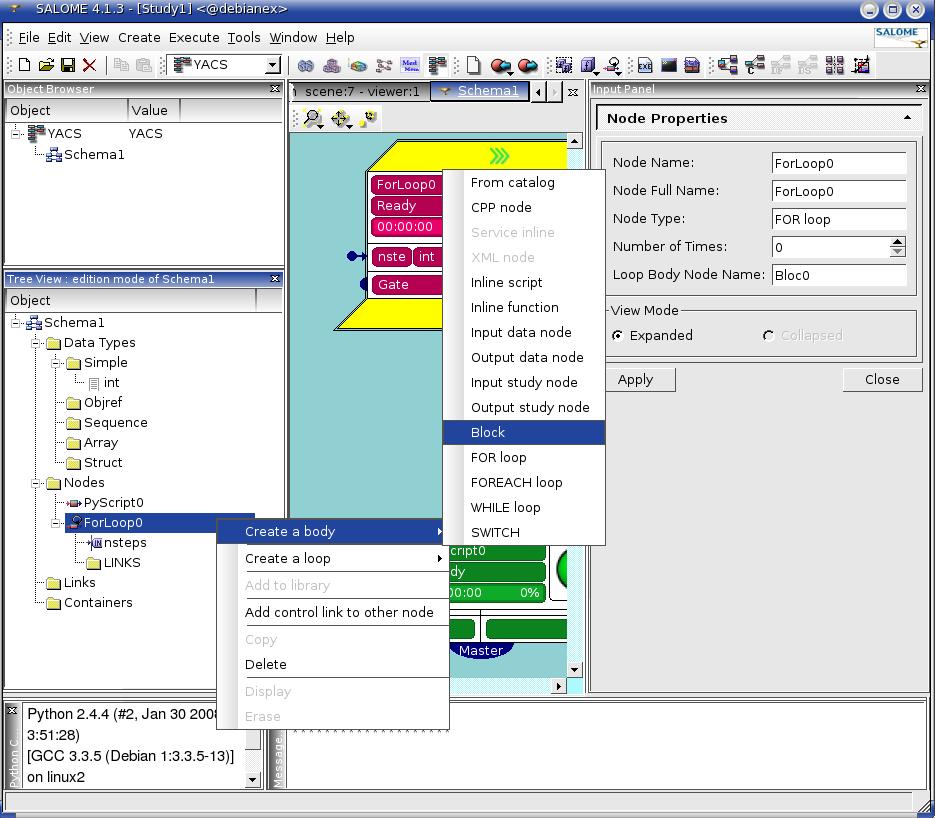 SALOME 4.1.3 - [Study1] <@debianex>
File Edit View Create Execute Tools Window Help
SALOME
YACS
Object Browser
Object Value
YACS YACS
Schema1
Tree View : edition mode of Schema1
Object
Schema1
Data Types
Simple
int
Objref
Sequence
Array
Struct
Nodes
PyScript0
ForLoop0
nsteps
LINKS
Links
Containers
scene:7 - viewer:1 Schema1
ForLoop0
Ready
00:00:00
nste int
Gate
cript0
dy
00:00 0%
Master
Create a body
Create a loop
Add to library
Add control link to other node
Copy
Delete
Display
Erase
From catalog
CPP node
Service inline
XML node
Inline script
Inline function
Input data node
Output data node
Input study node
Output study node
Block
FOR loop
FOREACH loop
WHILE loop
SWITCH
Input Panel
Node Properties
Node Name: ForLoop0
Node Full Name: ForLoop0
Node Type: FOR loop
Number of Times: 0
Loop Body Node Name: Bloc0
View Mode
Expanded Collapsed
Apply Close
Python C
Python 2.4.4 (#2, Jan 30 2008
3:51:28)
[GCC 3.3.5 (Debian 1:3.3.5-13)]
on linux2
Message